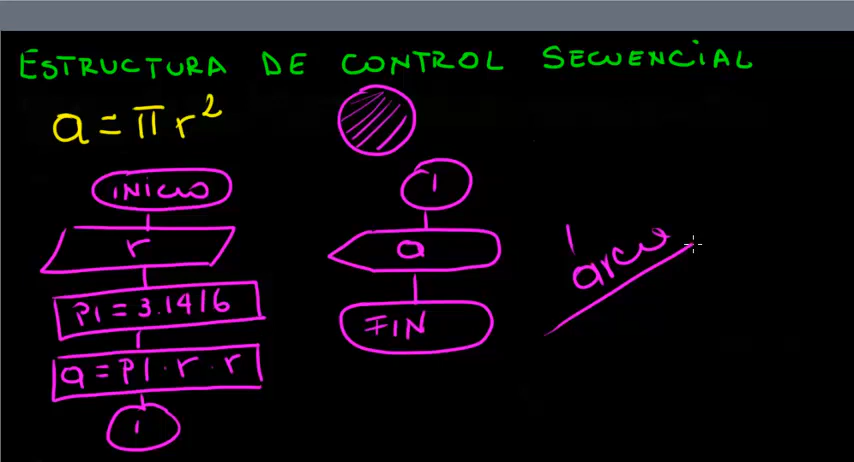 ESTRUCTURA DE CONTROL SECUENCIAL
a = π r²
INICIO
r
PI = 3.1416
a = PI · r · r
1
1
a
FIN
área